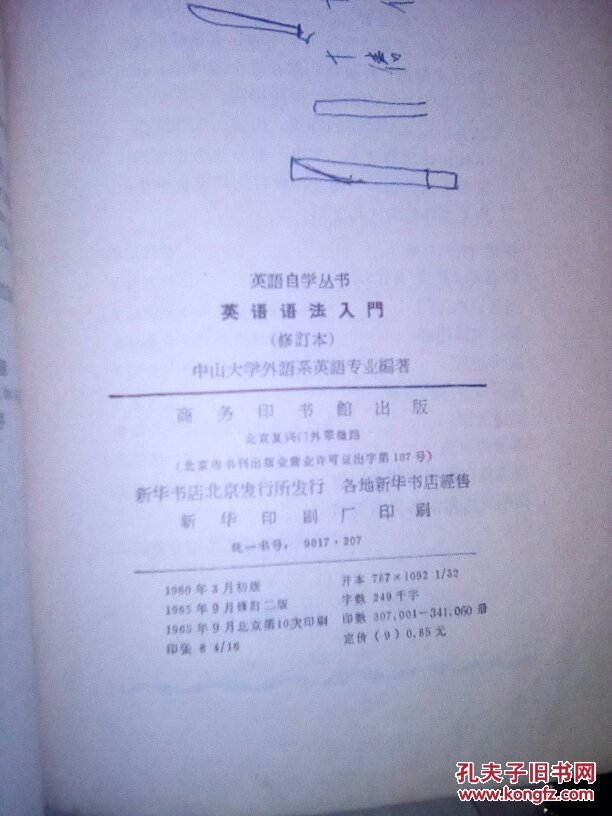 英語自学丛书
英语语法入門
(修訂本)
中山大学外語系英語专业編著
商务印书館出版
北京复兴门外翠微路
(北京市书刊出版业营业许可证出字第107号)
新华书店北京发行所发行 各地新华书店經售
新华印刷厂印刷
統一书号：9017·207
1960年3月初版
1965年9月修訂二版
1965年9月北京第10次印刷
印張 8 4/16
开本 787×1092 1/32
字數 249千字
印數 307,001—341,060册
定价(9)0.85元
孔夫子旧书网
www.kongfz.com